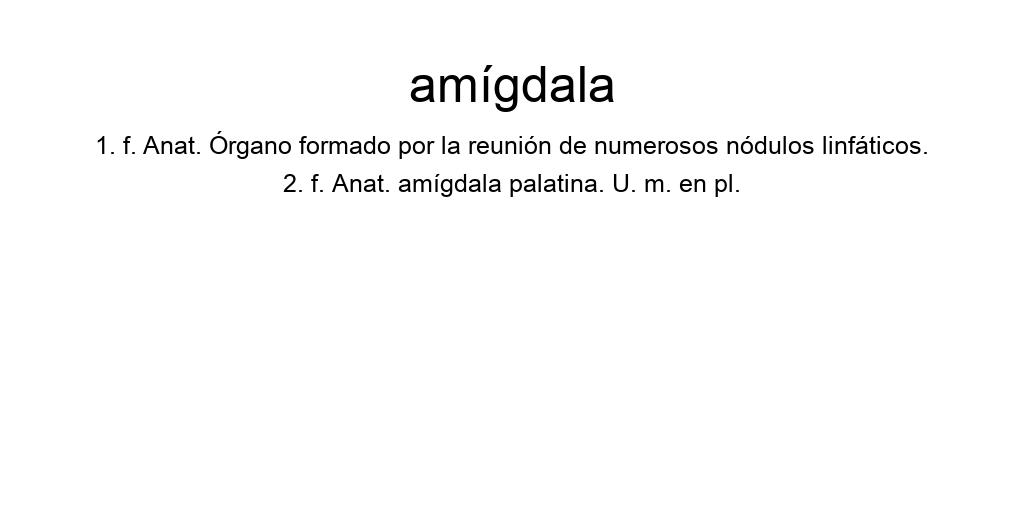 amígdala
1. f. Anat. Órgano formado por la reunión de numerosos nódulos linfáticos.
2. f. Anat. amígdala palatina. U. m. en pl.